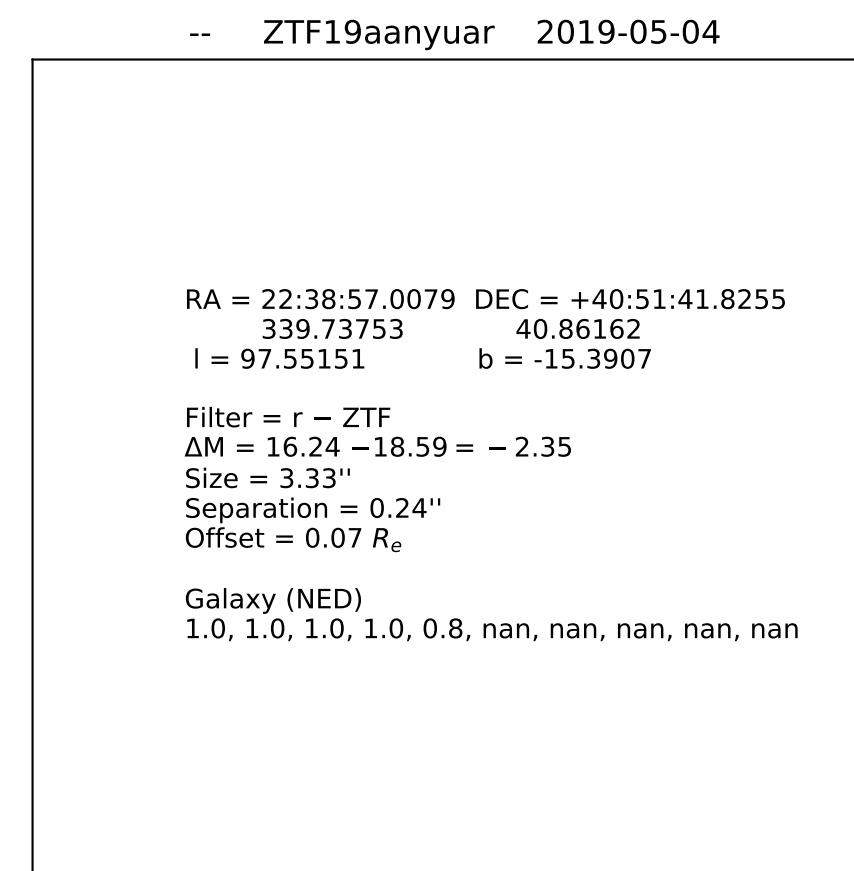 -- ZTF19aanyuar 2019-05-04
RA = 22:38:57.0079 DEC = +40:51:41.8255
339.73753 40.86162
l = 97.55151 b = -15.3907
Filter = r − ZTF
ΔM = 16.24 −18.59 = − 2.35
Size = 3.33''
Separation = 0.24''
Offset = 0.07 Re
Galaxy (NED)
1.0, 1.0, 1.0, 1.0, 0.8, nan, nan, nan, nan, nan